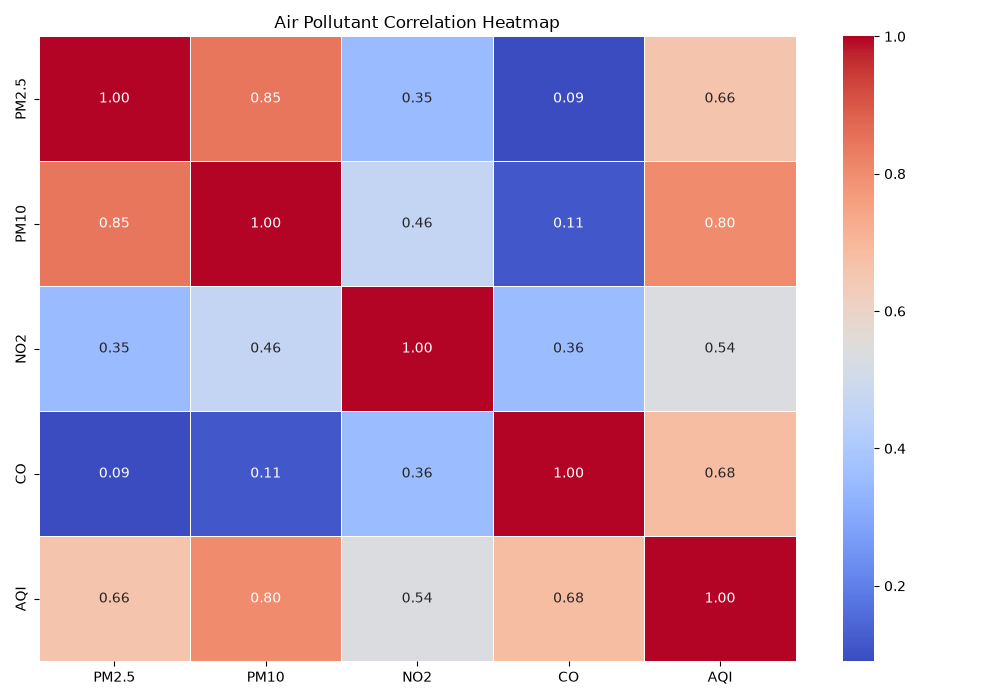 Air Pollutant Correlation Heatmap
PM2.5 1.00 0.85 0.35 0.09 0.66
PM10 0.85 1.00 0.46 0.11 0.80
NO2 0.35 0.46 1.00 0.36 0.54
CO 0.09 0.11 0.36 1.00 0.68
AQI 0.66 0.80 0.54 0.68 1.00
PM2.5 PM10 NO2 CO AQI
1.0
0.8
0.6
0.4
0.2